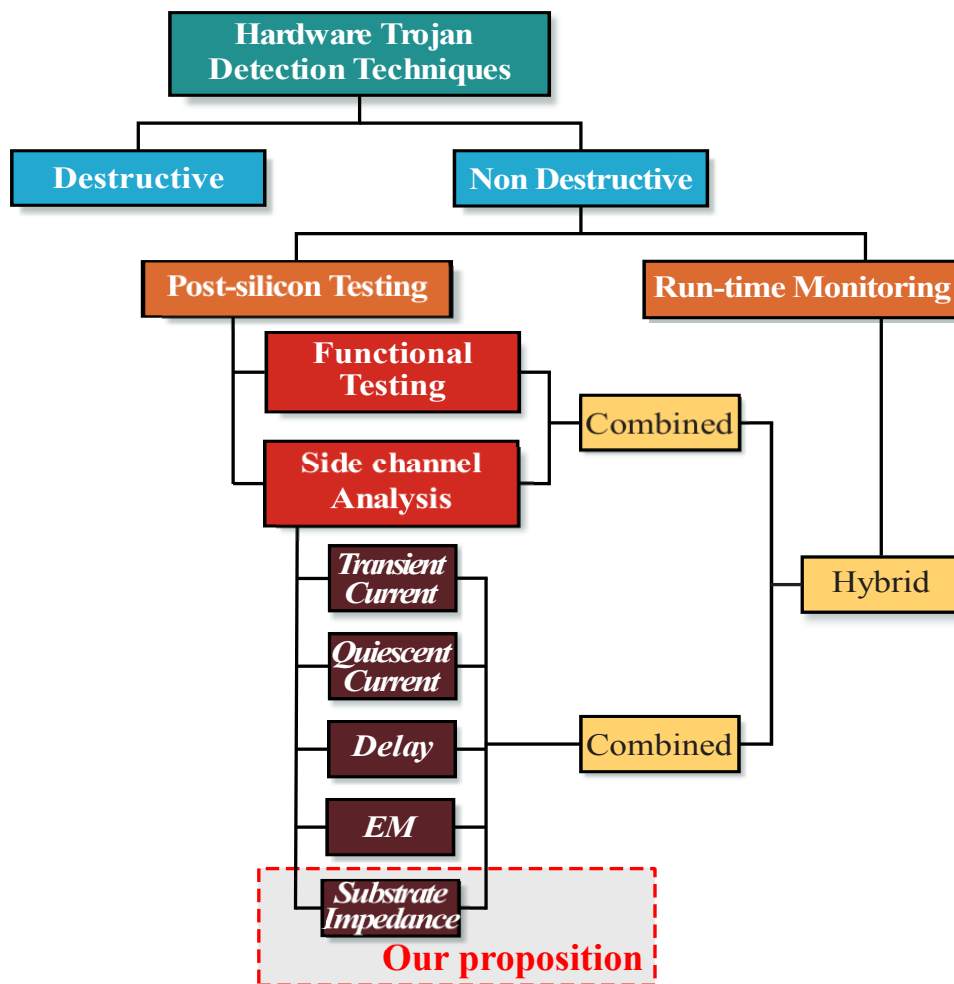 Hardware Trojan
Detection Techniques
Destructive
Non Destructive
Post-silicon Testing
Run-time Monitoring
Functional
Testing
Combined
Side channel
Analysis
Transient
Current
Hybrid
Quiescent
Current
Delay
Combined
EM
Substrate
Impedance
Our proposition